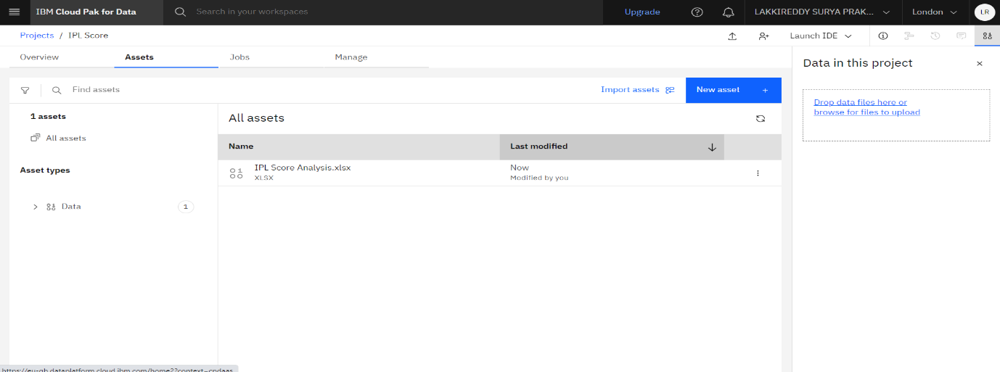 IBM Cloud Pak for Data
Search in your workspaces
Upgrade
LAKKIREDDY SURYA PRAK...
London
LR
Projects / IPL Score
Launch IDE
Overview
Assets
Jobs
Manage
Data in this project
Drop data files here or
browse for files to upload
Find assets
Import assets
New asset +
1 assets
All assets
Asset types
Data
1
All assets
Name
Last modified
IPL Score Analysis.xlsx
XLSX
Now
Modified by you
https://eu-gb.dataplatform.cloud.ibm.com/home2?context=cpdaas